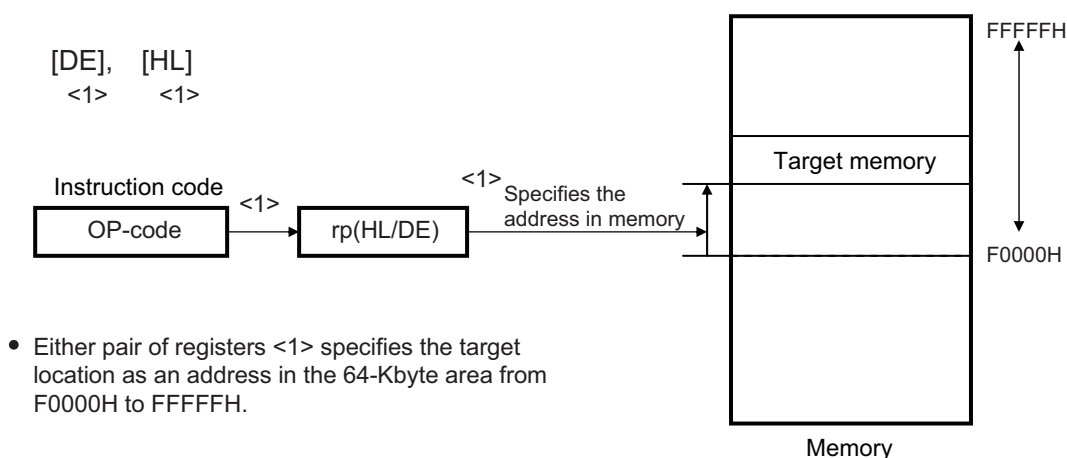 FFFFFH
[DE], [HL]
<1> <1>
Target memory
Instruction code
<1>
<1>
Specifies the
address in memory
OP-code
rp(HL/DE)
F0000H
• Either pair of registers <1> specifies the target
location as an address in the 64-Kbyte area from
F0000H to FFFFFH.
Memory